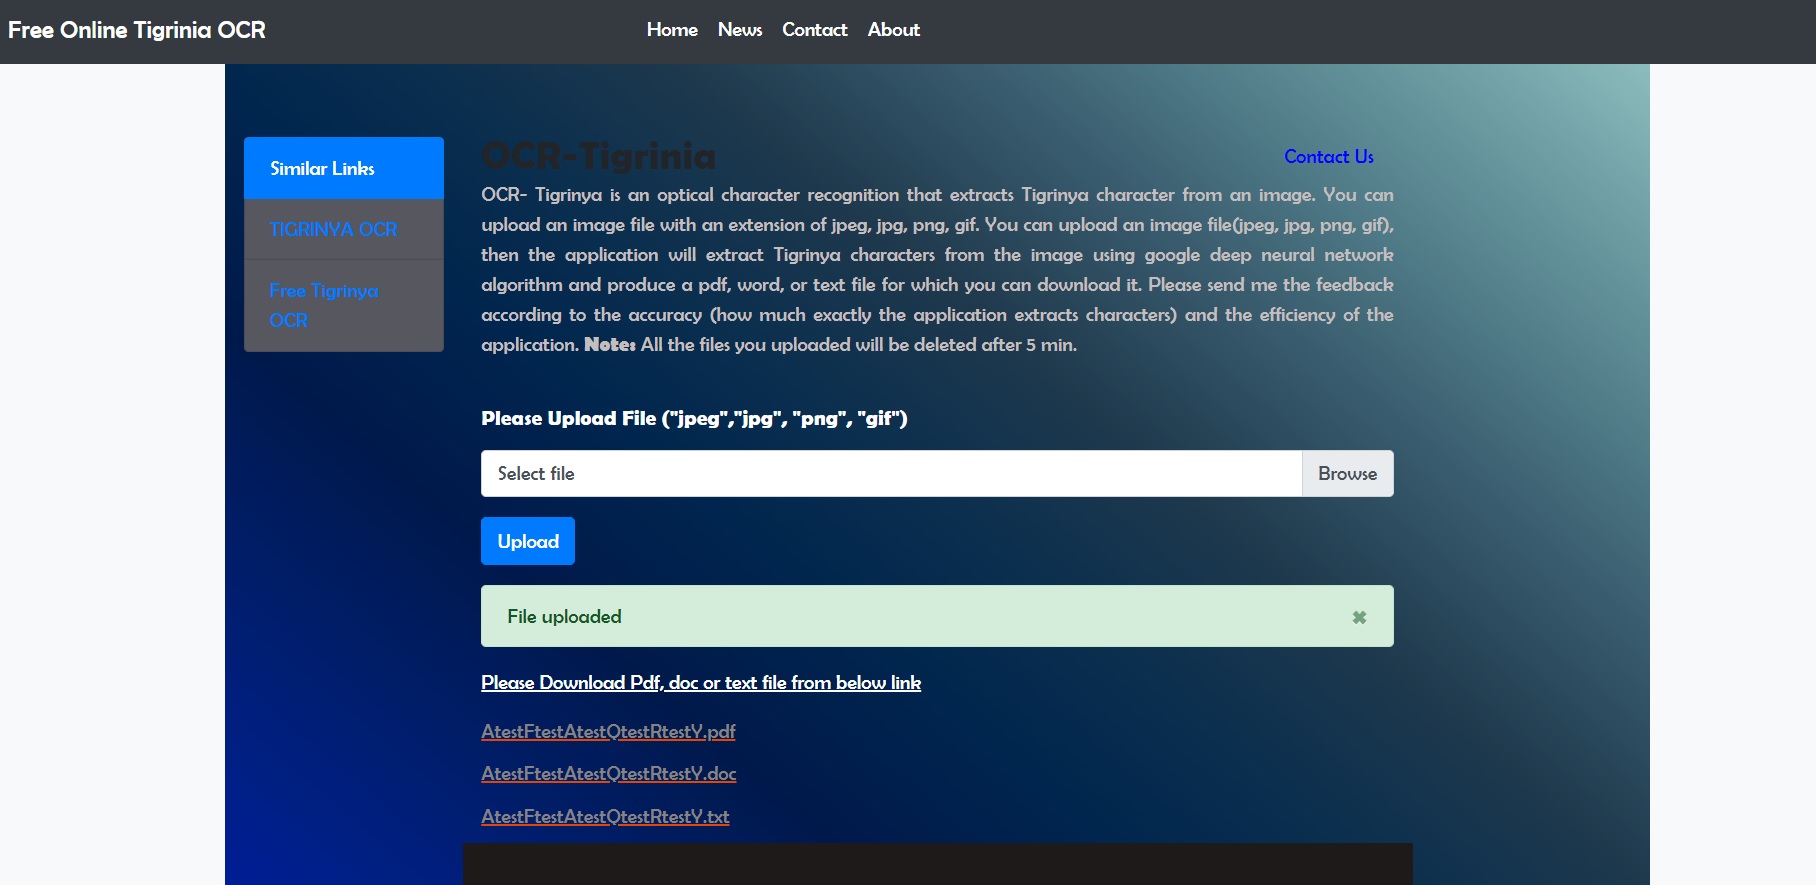 Free Online Tigrinia OCR
Home News Contact About
Similar Links
TIGRINYA OCR
Free Tigrinya
OCR
OCR-Tigrinia
Contact Us
OCR- Tigrinya is an optical character recognition that extracts Tigrinya character from an image. You can
upload an image file with an extension of jpeg, jpg, png, gif. You can upload an image file(jpeg, jpg, png, gif),
then the application will extract Tigrinya characters from the image using google deep neural network
algorithm and produce a pdf, word, or text file for which you can download it. Please send me the feedback
according to the accuracy (how much exactly the application extracts characters) and the efficiency of the
application. Note: All the files you uploaded will be deleted after 5 min.
Please Upload File ("jpeg","jpg", "png", "gif")
Select file
Browse
Upload
File uploaded
Please Download Pdf, doc or text file from below link
AtestFtestAtestQtestRtestY.pdf
AtestFtestAtestQtestRtestY.doc
AtestFtestAtestQtestRtestY.txt